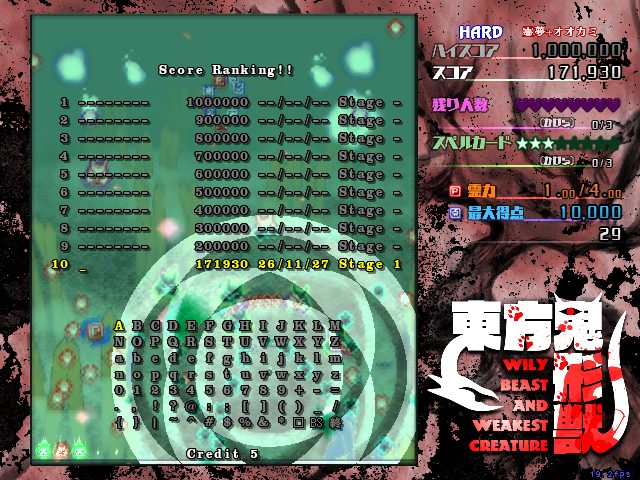 Score Ranking!!
1 -------- 1000000 --/--/-- Stage -
2 -------- 900000 --/--/-- Stage -
3 -------- 800000 --/--/-- Stage -
4 -------- 700000 --/--/-- Stage -
5 -------- 600000 --/--/-- Stage -
6 -------- 500000 --/--/-- Stage -
7 -------- 400000 --/--/-- Stage -
8 -------- 300000 --/--/-- Stage -
9 -------- 200000 --/--/-- Stage -
10 _ 171930 26/11/27 Stage 1
A B C D E F G H I J K L M
N O P Q R S T U V W X Y Z
a b c d e f g h i j k l m
n o p q r s t u v w x y z
0 1 2 3 4 5 6 7 8 9 + - =
. , ! ? @ : ; [ ] ( ) _ /
{ } | ~ ^ # $ % & * □ BS 終
Credit 5
HARD 霊夢+オオカミ
ハイスコア 1,000,000
スコア 171,930
残り人数
(かけら) 0/3
スペルカード ★★★
(かけら) 0/3
P 霊力 1.00/4.00
最大得点 10,000
29
東方鬼形獣
WILY
BEAST
AND
WEAKEST
CREATURE
19.2fps